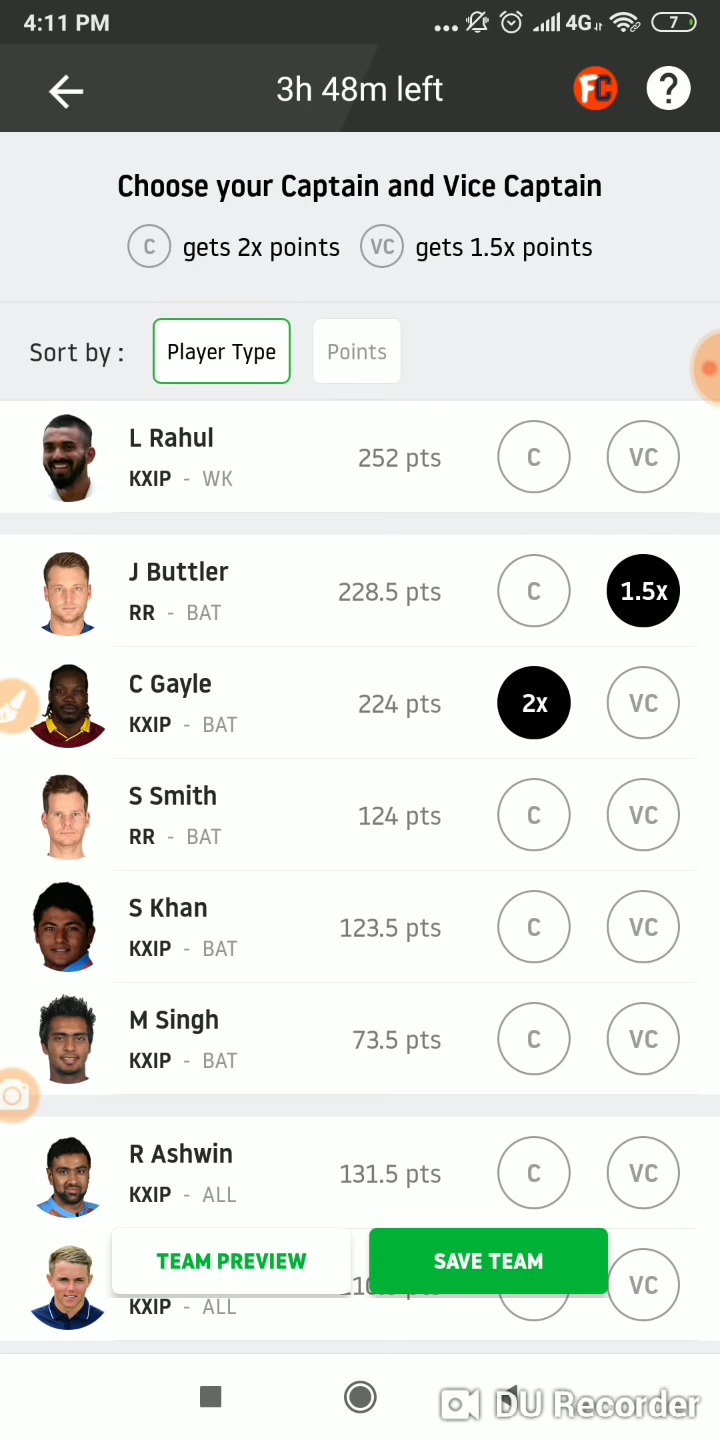 4:11 PM
4G
7
3h 48m left
FC
?
Choose your Captain and Vice Captain
C gets 2x points VC gets 1.5x points
Sort by : Player Type Points
L Rahul
KXIP - WK
252 pts
C
VC
J Buttler
RR - BAT
228.5 pts
C
1.5x
C Gayle
KXIP - BAT
224 pts
2x
VC
S Smith
RR - BAT
124 pts
C
VC
S Khan
KXIP - BAT
123.5 pts
C
VC
M Singh
KXIP - BAT
73.5 pts
C
VC
R Ashwin
KXIP - ALL
131.5 pts
C
VC
TEAM PREVIEW
SAVE TEAM
KXIP - ALL
VC
DU Recorder